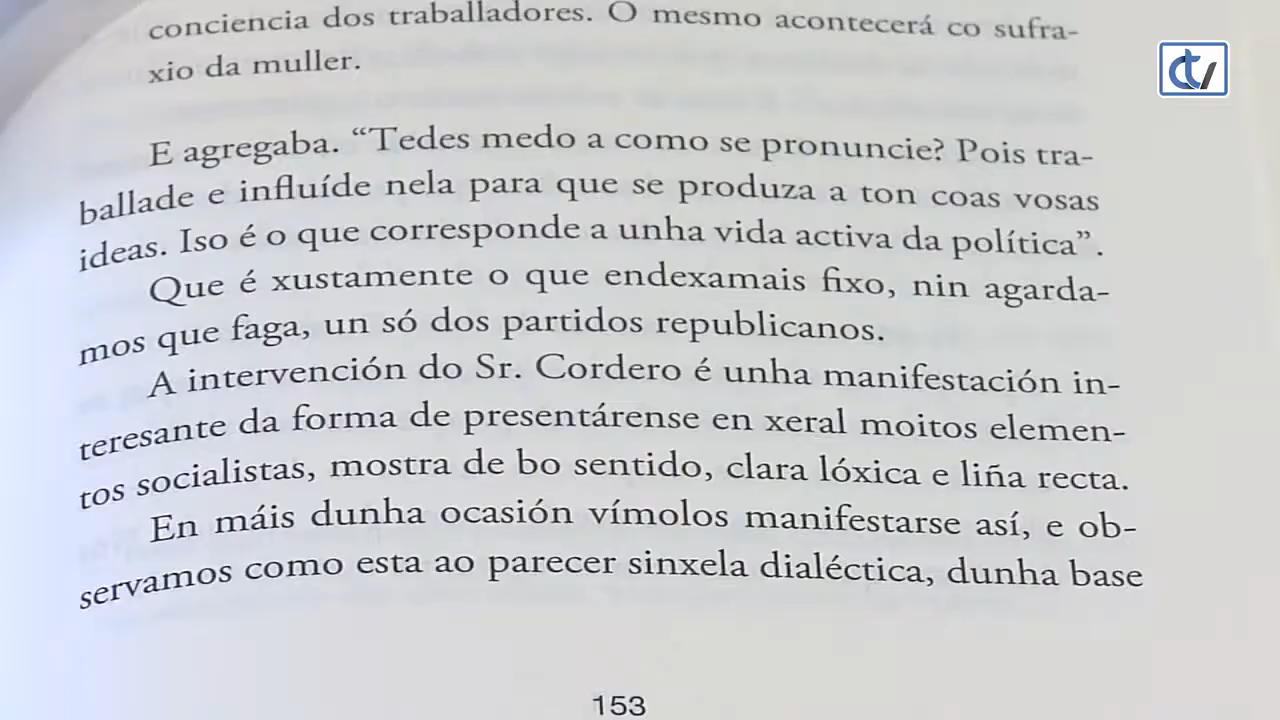 conciencia dos traballadores. O mesmo acontecerá co sufra-
xio da muller.
E agregaba. “Tedes medo a como se pronuncie? Pois tra-
ballade e influíde nela para que se produza a ton coas vosas
ideas. Iso é o que corresponde a unha vida activa da política”.
Que é xustamente o que endexamais fixo, nin agarda-
mos que faga, un só dos partidos republicanos.
A intervención do Sr. Cordero é unha manifestación in-
teresante da forma de presentárense en xeral moitos elemen-
tos socialistas, mostra de bo sentido, clara lóxica e liña recta.
En máis dunha ocasión vímolos manifestarse así, e ob-
servamos como esta ao parecer sinxela dialéctica, dunha base
153